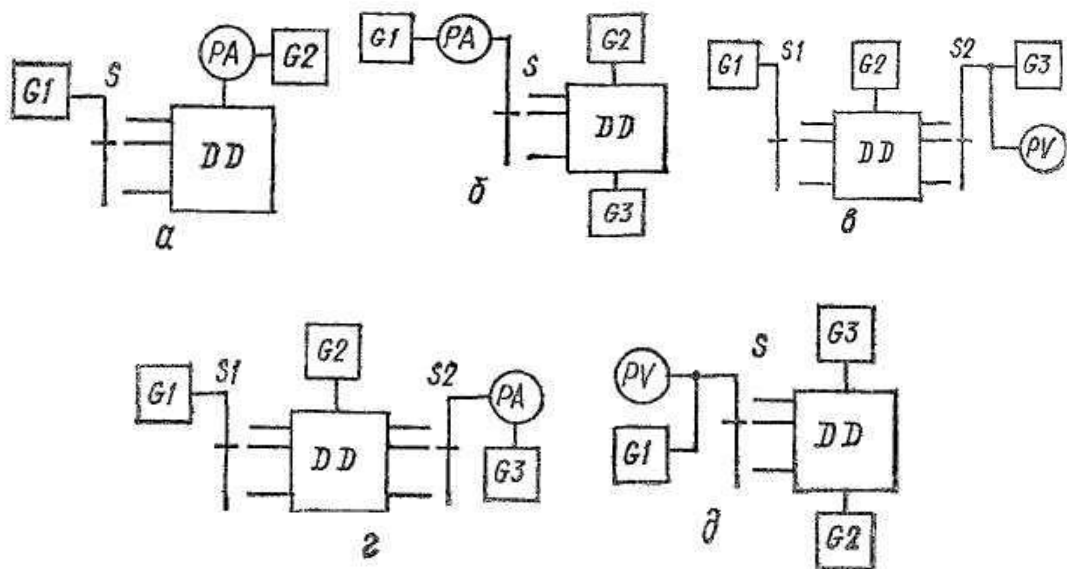 G1 S PA G2 DD
а
G1 PA S G2 DD G3
б
G1 S1 G2 DD S2 G3 PV
в
G1 S1 G2 DD S2 PA G3
г
PV G1 S G3 DD G2
д